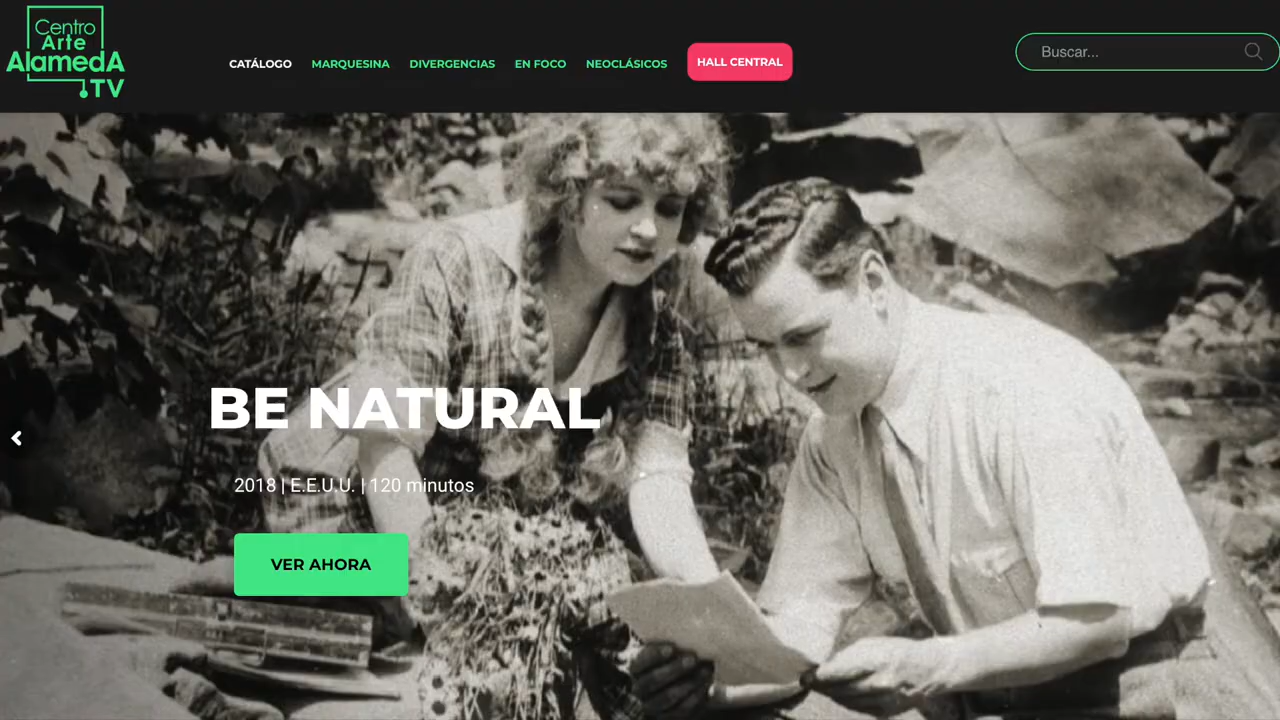 Centro
Arte
AlamedA
TV
CATÁLOGO MARQUESINA DIVERGENCIAS EN FOCO NEOCLÁSICOS HALL CENTRAL
Buscar...
BE NATURAL
2018 | E.E.U.U. | 120 minutos
VER AHORA